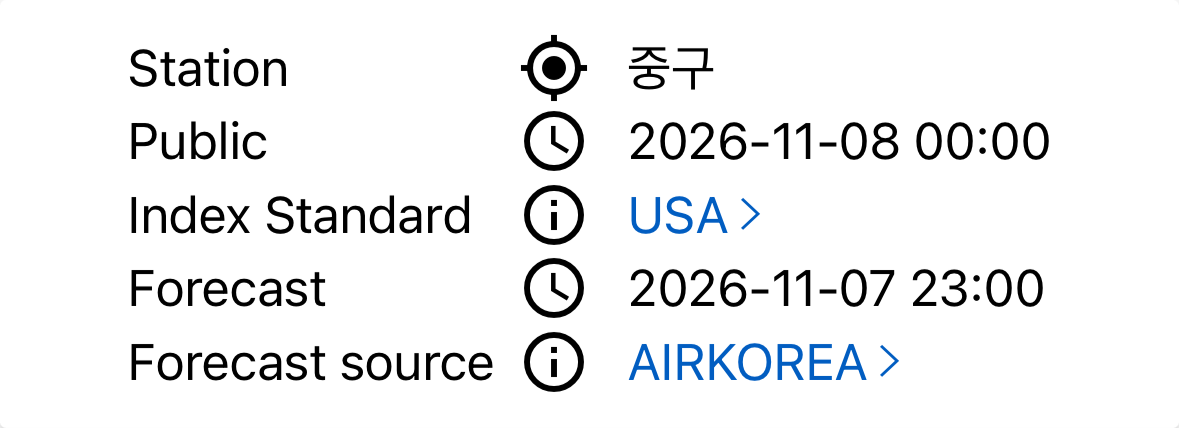 Station 중구
Public 2026-11-08 00:00
Index Standard USA >
Forecast 2026-11-07 23:00
Forecast source AIRKOREA >